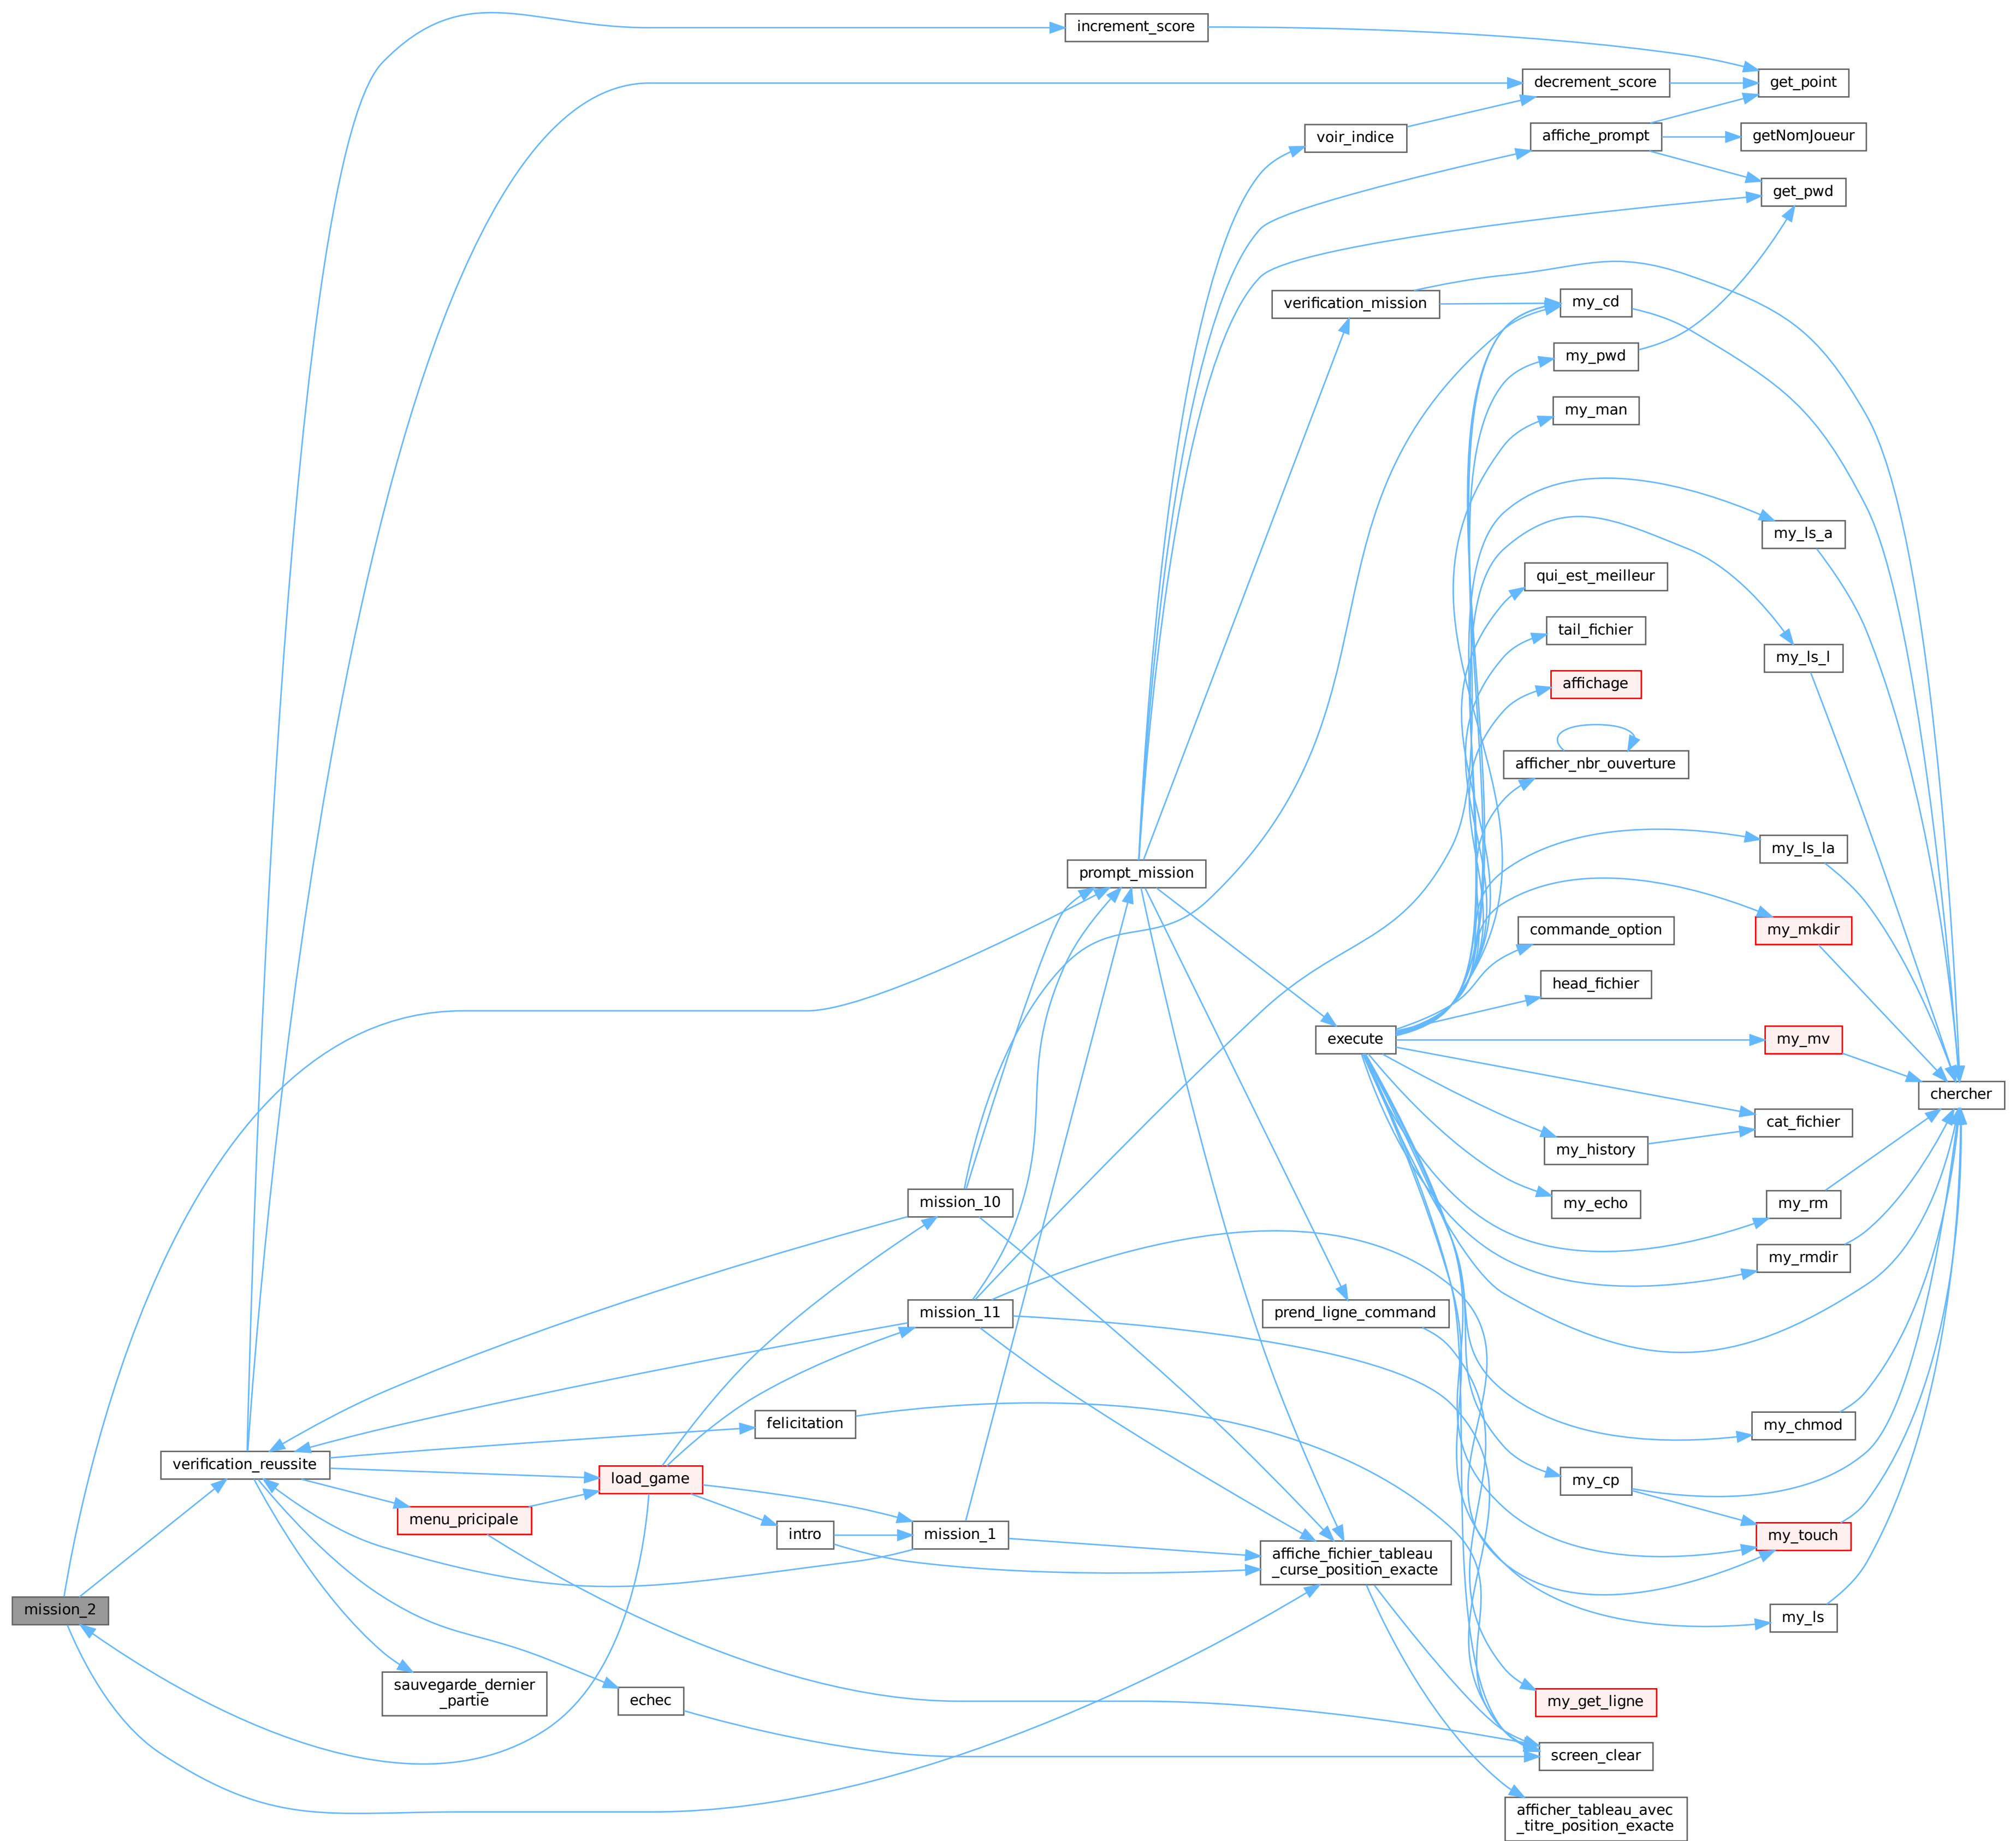 increment_score
decrement_score
get_point
voir_indice
affiche_prompt
getNomJoueur
get_pwd
verification_mission
my_cd
my_pwd
my_man
my_ls_a
qui_est_meilleur
tail_fichier
my_ls_l
affichage
afficher_nbr_ouverture
my_ls_la
prompt_mission
commande_option
my_mkdir
head_fichier
execute
my_mv
chercher
cat_fichier
my_history
mission_10
my_echo
my_rm
my_rmdir
mission_11
prend_ligne_command
felicitation
my_chmod
verification_reussite
load_game
my_cp
menu_pricipale
intro
mission_1
my_touch
affiche_fichier_tableau
_curse_position_exacte
mission_2
my_ls
sauvegarde_dernier
_partie
echec
my_get_ligne
screen_clear
afficher_tableau_avec
_titre_position_exacte